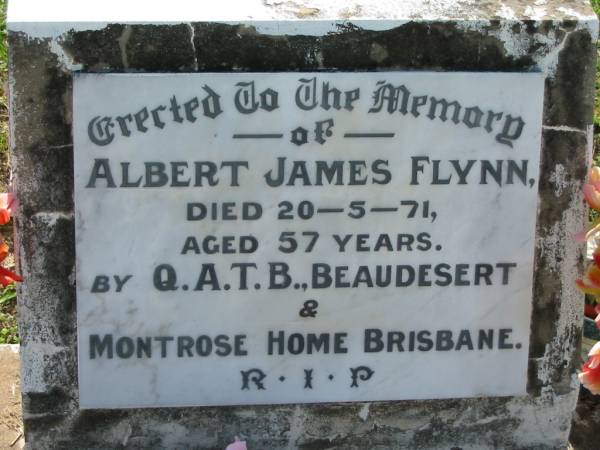 Erected To The Memory
— OF —
ALBERT JAMES FLYNN,
DIED 20—5—71,
AGED 57 YEARS.
BY Q.A.T.B., BEAUDESERT
&
MONTROSE HOME BRISBANE.
R · I · P